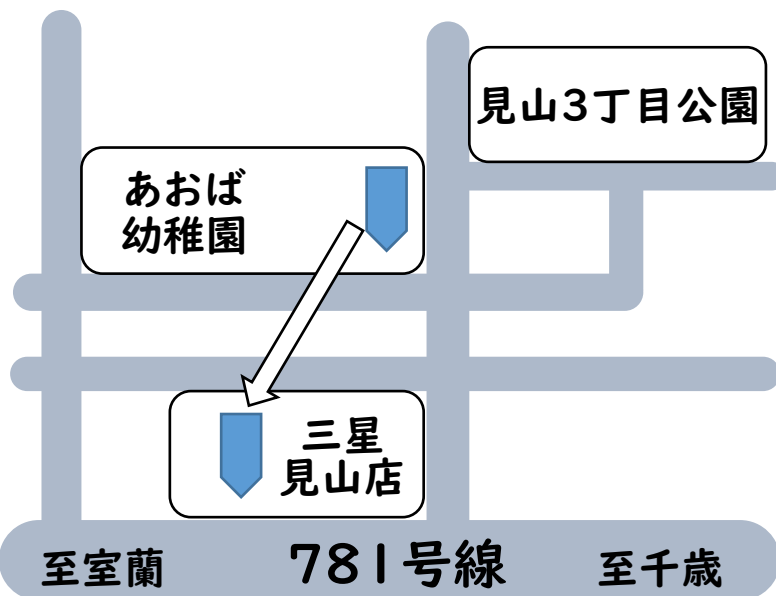 見山3丁目公園
あおば
幼稚園
三星
見山店
至室蘭
781号線
至千歳